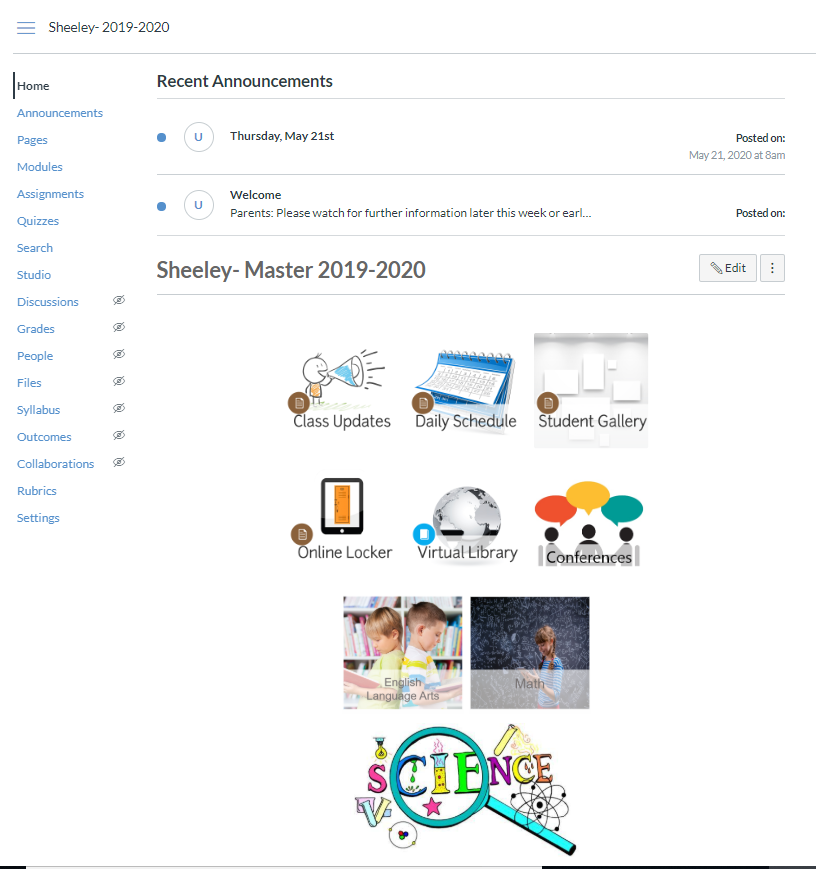 Sheeley- 2019-2020
Home
Announcements
Pages
Modules
Assignments
Quizzes
Search
Studio
Discussions
Grades
People
Files
Syllabus
Outcomes
Collaborations
Rubrics
Settings
Recent Announcements
U
Thursday, May 21st
Posted on:
May 21, 2020 at 8am
U
Welcome
Parents: Please watch for further information later this week or earl...
Posted on:
Sheeley- Master 2019-2020
Edit
Class Updates
Daily Schedule
Student Gallery
Online Locker
Virtual Library
Conferences
English
Language Arts
Math
SCIENCE